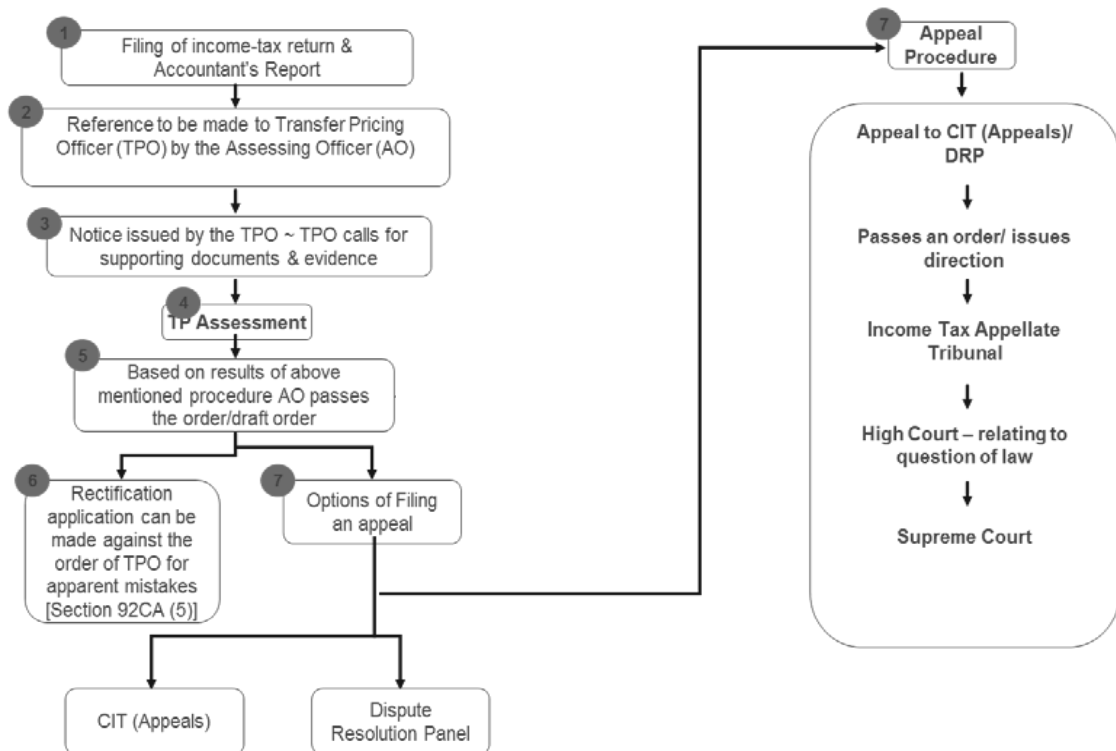 1
Filing of income-tax return &
Accountant's Report
2
Reference to be made to Transfer Pricing
Officer (TPO) by the Assessing Officer (AO)
3
Notice issued by the TPO ~ TPO calls for
supporting documents & evidence
4
TP Assessment
5
Based on results of above
mentioned procedure AO passes
the order/draft order
6
Rectification
application can be
made against the
order of TPO for
apparent mistakes
[Section 92CA (5)]
7
Options of Filing
an appeal
CIT (Appeals)
Dispute
Resolution Panel
7
Appeal
Procedure
Appeal to CIT (Appeals)/
DRP
Passes an order/ issues
direction
Income Tax Appellate
Tribunal
High Court – relating to
question of law
Supreme Court